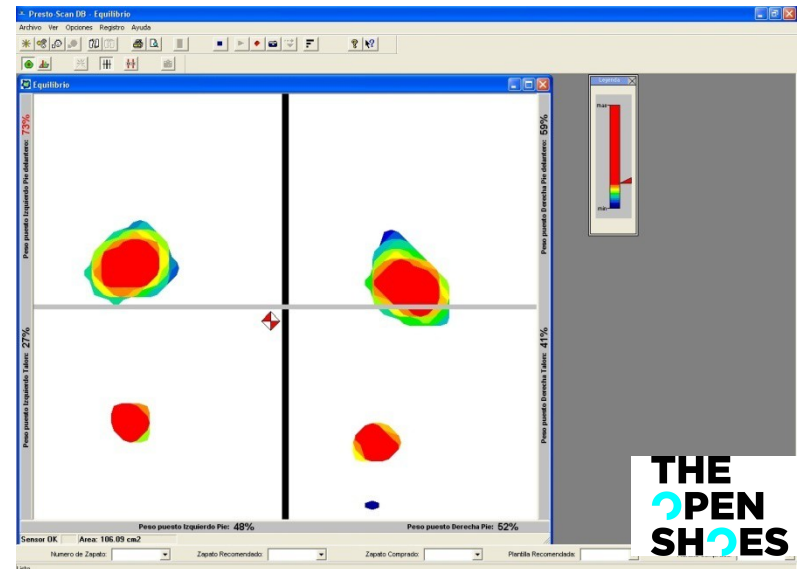 Presto-Scan DB - Equilibrio
Archivo Ver Opciones Registro Ayuda
Equilibrio
Leyenda
max
min
Peso puesto Izquierdo Pie delantero: 73%
Peso puesto Derecha Pie delantero: 59%
Peso puesto Izquierdo Talon: 27%
Peso puesto Derecha Talon: 41%
Peso puesto Izquierdo Pie: 48%
Peso puesto Derecha Pie: 52%
Sensor OK Area: 106.09 cm2
Numero de Zapato: Zapato Recomendado: Zapato Comprado: Plantilla Recomendada:
THE
OPEN
SHOES